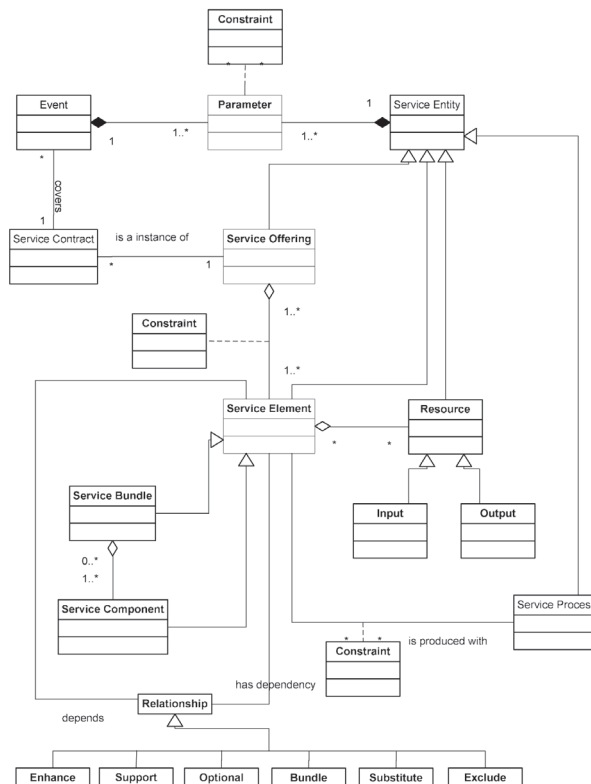 Constraint
* *
Event
Parameter
Service Entity
1
1
1..*
1..*
*
covers
1
Service Contract
is a instance of
*
1
Service Offering
1..*
Constraint
1..*
Service Element
*
*
Resource
Service Bundle
Input
Output
0..*
1..*
Service Component
Service Proces
* *
is produced with
Constraint
has dependency
Relationship
depends
Enhance
Support
Optional
Bundle
Substitute
Exclude